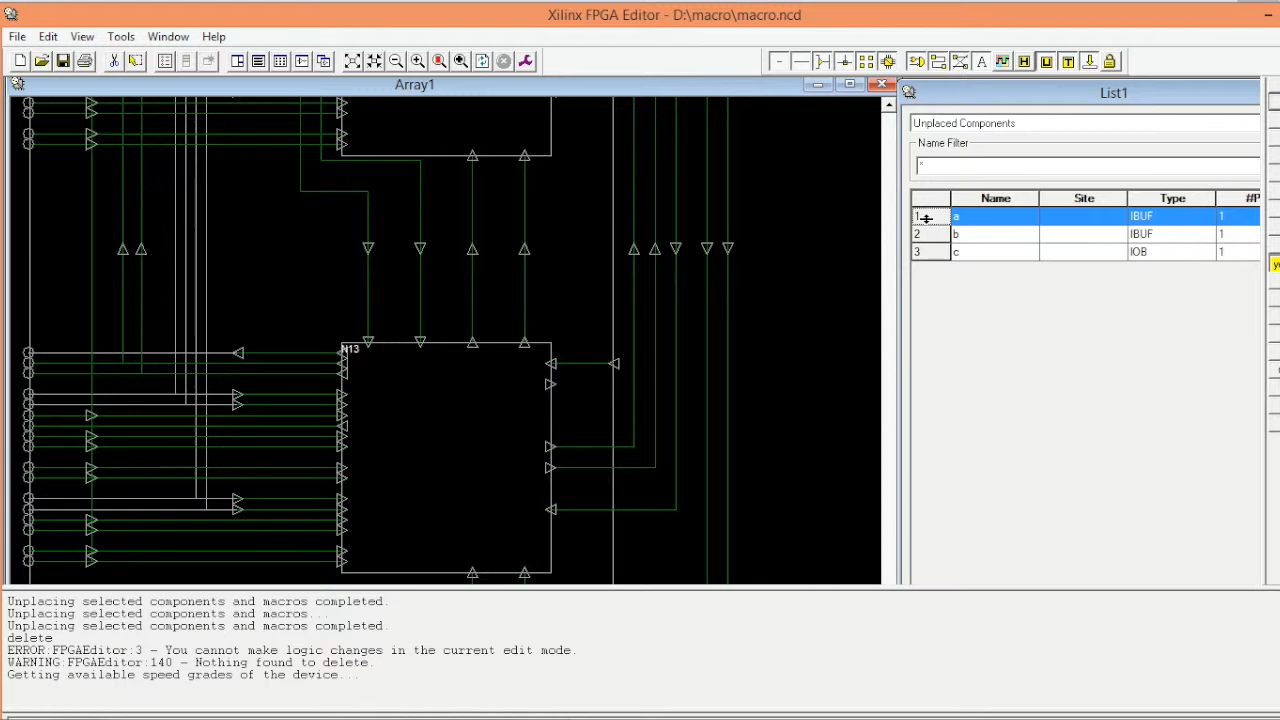 Xilinx FPGA Editor - D:\macro\macro.ncd
File Edit View Tools Window Help
A
H
U
T
Array1
List1
Unplaced Components
Name Filter
*
Name Site Type
1 a IBUF 1
2 b IBUF 1
3 c IOB 1
N13
Unplacing selected components and macros completed.
Unplacing selected components and macros...
Unplacing selected components and macros completed.
delete
ERROR:FPGAEditor:3 - You cannot make logic changes in the current edit mode.
WARNING:FPGAEditor:140 - Nothing found to delete.
Getting available speed grades of the device...